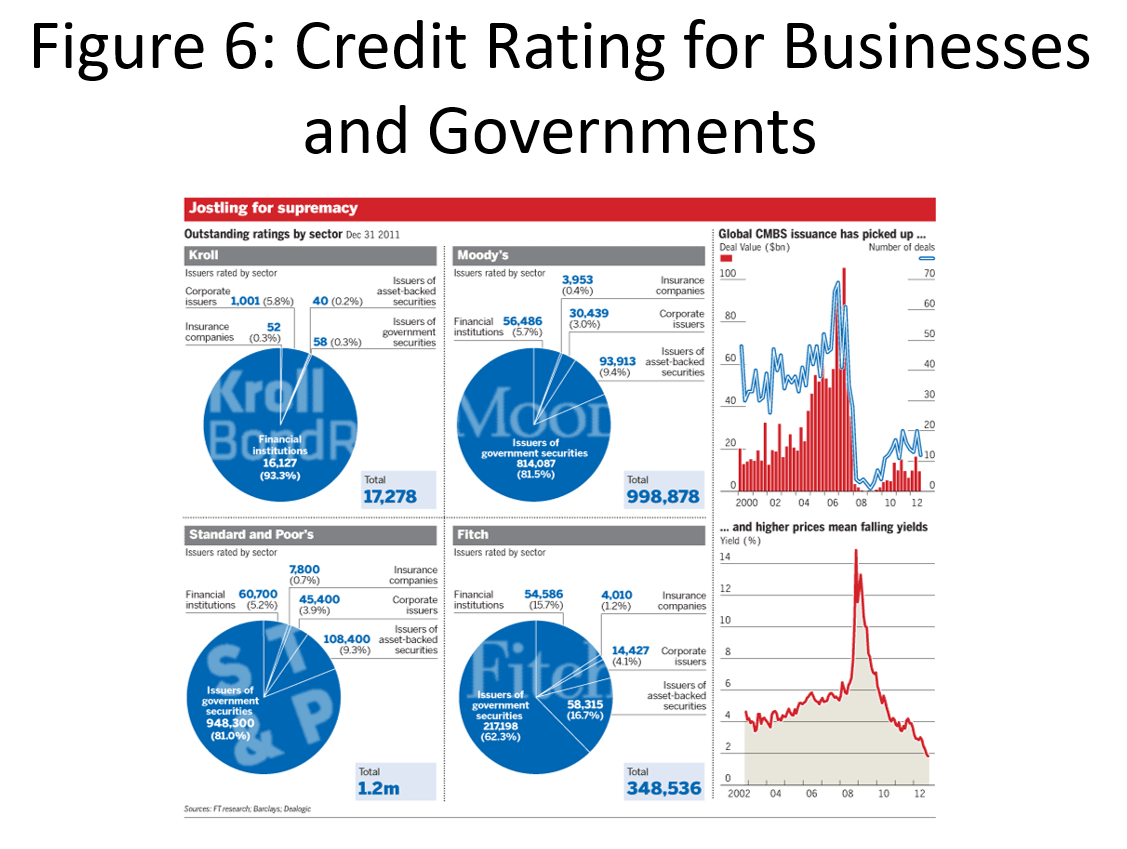 Figure 6: Credit Rating for Businesses
and Governments
Jostling for supremacy
Outstanding ratings by sector Dec 31 2011
Kroll
Issuers rated by sector
Corporate
issuers 1,001 (5.8%)
Insurance
companies
52
(0.3%)
40 (0.2%)
Issuers of
asset-backed
securities
58 (0.3%)
Issuers of
government
securities
Kroll
BondR
Financial
institutions
16,127
(93.3%)
Total
17,278
Moody's
Issuers rated by sector
Financial
institutions
56,486
(5.7%)
3,953
(0.4%)
Insurance
companies
30,439
(3.0%)
Corporate
issuers
93,913
(9.4%)
Issuers of
asset-backed
securities
Moo
Issuers of
government securities
814,087
(81.5%)
Total
998,878
Standard and Poor's
Issuers rated by sector
Financial
institutions
60,700
(5.2%)
7,800
(0.7%)
Insurance
companies
45,400
(3.9%)
Corporate
issuers
108,400
(9.3%)
Issuers of
asset-backed
securities
S T
& P
Issuers of
government
securities
948,300
(81.0%)
Total
1.2m
Fitch
Issuers rated by sector
Financial
institutions
54,586
(15.7%)
4,010
(1.2%)
Insurance
companies
14,427
(4.1%)
Corporate
issuers
Issuers of
asset-backed
securities
58,315
(16.7%)
Fitch
Issuers of
government
securities
217,198
(62.3%)
Total
348,536
Global CMBS issuance has picked up ...
Deal Value ($bn)
Number of deals
100
80
60
40
20
0
70
60
50
40
30
20
10
0
2000 02 04 06 08 10 12
... and higher prices mean falling yields
Yield (%)
14
12
10
8
6
4
2
0
2002 04 06 08 10 12
Sources: FT research; Barclays; Dealogic